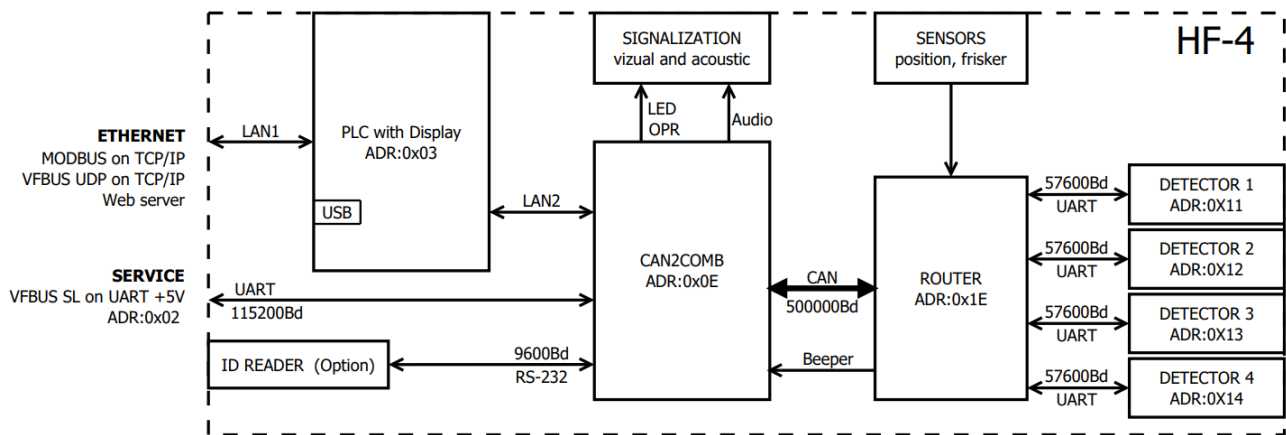 HF-4
SIGNALIZATION
vizual and acoustic
SENSORS
position, frisker
LED
OPR
Audio
ETHERNET
MODBUS on TCP/IP
VFBUS UDP on TCP/IP
Web server
LAN1
PLC with Display
ADR:0x03
USB
LAN2
SERVICE
VFBUS SL on UART +5V
ADR:0x02
UART
115200Bd
ID READER (Option)
9600Bd
RS-232
CAN2COMB
ADR:0x0E
CAN
500000Bd
Beeper
ROUTER
ADR:0x1E
57600Bd
UART
DETECTOR 1
ADR:0X11
57600Bd
UART
DETECTOR 2
ADR:0X12
57600Bd
UART
DETECTOR 3
ADR:0X13
57600Bd
UART
DETECTOR 4
ADR:0X14